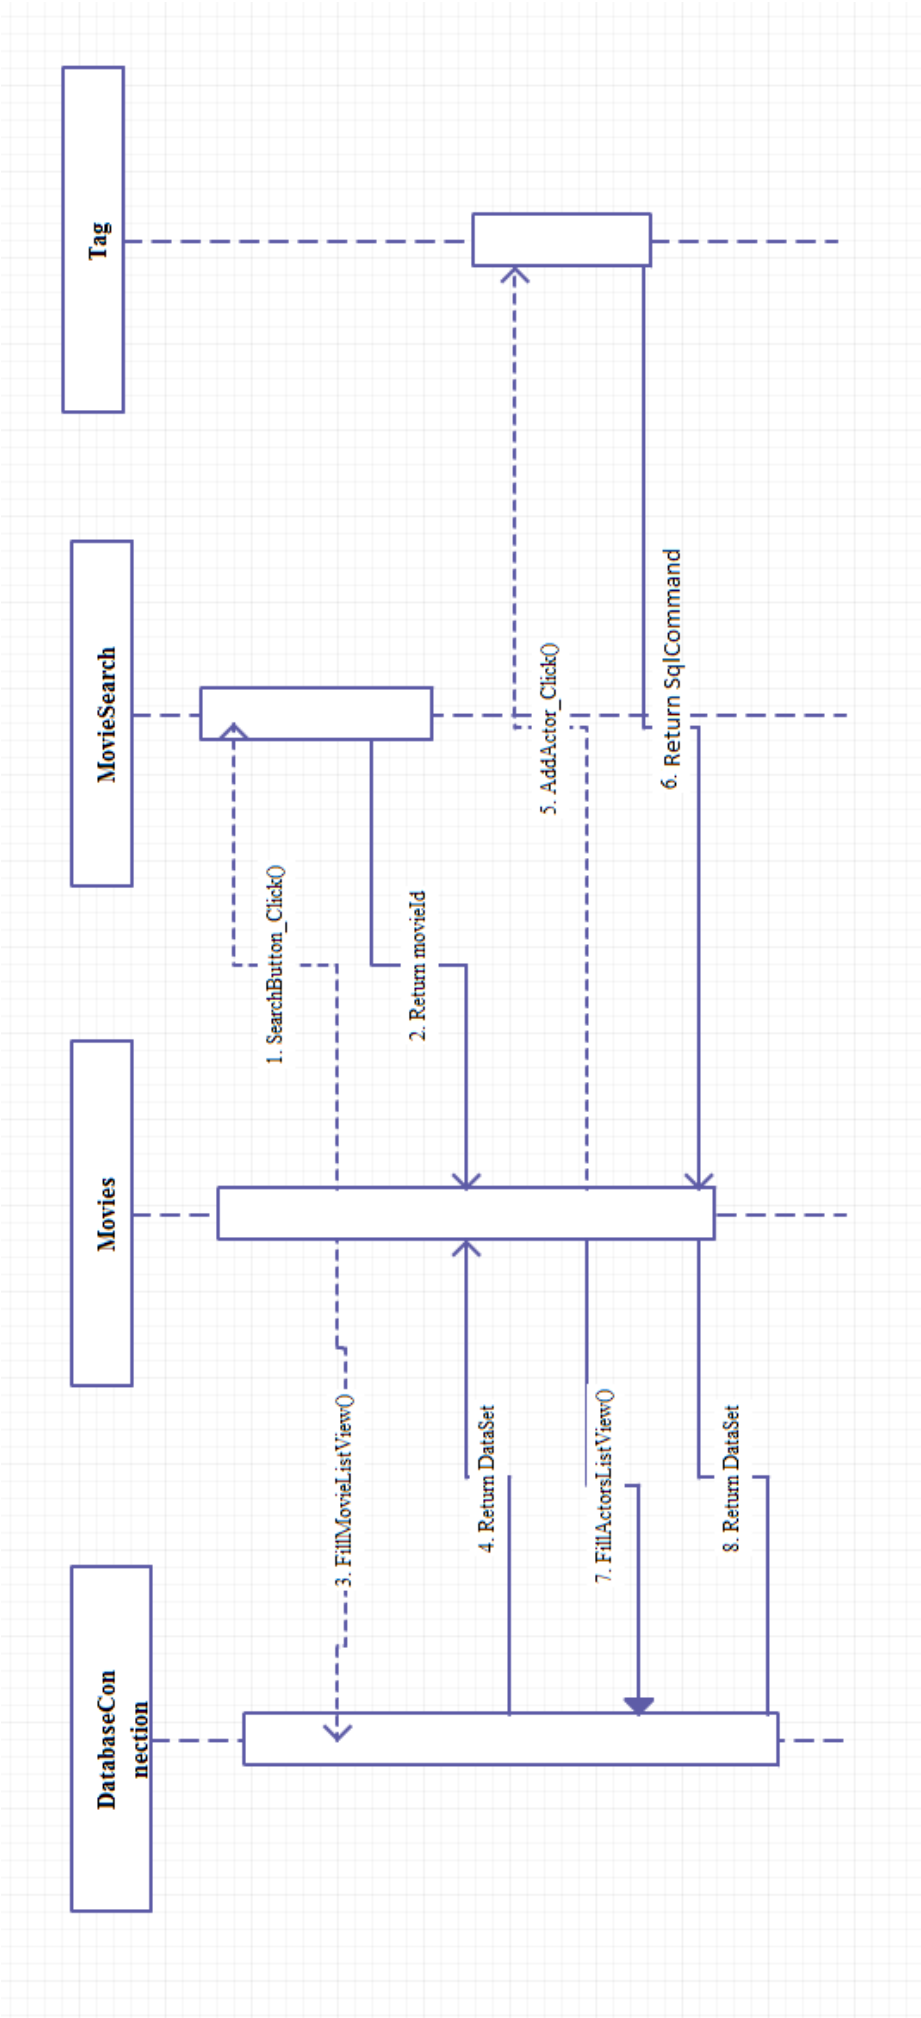 DatabaseCon
nection
Movies
MovieSearch
Tag
1. SearchButton_Click()
2. Return movieId
3. FillMovieListView()
4. Return DataSet
5. AddActor_Click()
6. Return SqlCommand
7. FillActorsListView()
8. Return DataSet